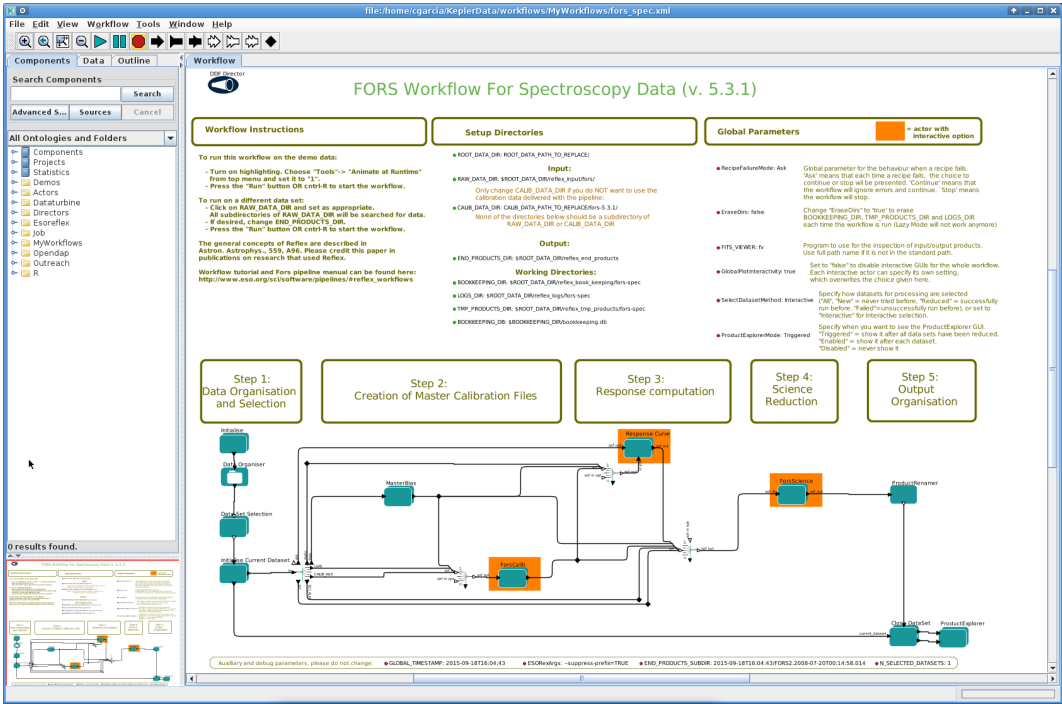 file:/home/cgarcia/KeplerData/workflows/MyWorkflows/fors_spec.xml
File Edit View Workflow Tools Window Help
Components Data Outline
Workflow
Search Components
Search
Advanced S... Sources Cancel
All Ontologies and Folders
Components
Projects
Statistics
Demos
Actors
Dataturbine
Directors
Esoreflex
Job
MyWorkflows
Opendap
Outreach
R
0 results found.
DDF Director
FORS Workflow For Spectroscopy Data (v. 5.3.1)
Workflow Instructions
To run this workflow on the demo data:
- Turn on highlighting. Choose "Tools"-> "Animate at Runtime"
from top menu and set it to "1".
- Press the "Run" button OR cntrl-R to start the workflow.
To run on a different data set:
- Click on RAW_DATA_DIR and set as appropriate.
All subdirectories of RAW_DATA_DIR will be searched for data.
- If desired, change END_PRODUCTS_DIR.
- Press the "Run" button OR cntrl-R to start the workflow.
The general concepts of Reflex are described in
Astron. Astrophys., 559, A96. Please credit this paper in
publications on research that used Reflex.
Workflow tutorial and Fors pipeline manual can be found here:
http://www.eso.org/sci/software/pipelines/#reflex_workflows
Setup Directories
ROOT_DATA_DIR: ROOT_DATA_PATH_TO_REPLACE/
Input:
RAW_DATA_DIR: $ROOT_DATA_DIR/reflex_input/fors/
Only change CALIB_DATA_DIR if you do NOT want to use the
calibration data delivered with the pipeline:
CALIB_DATA_DIR: CALIB_DATA_PATH_TO_REPLACE/fors-5.3.1/
None of the directories below should be a subdirectory of
RAW_DATA_DIR or CALIB_DATA_DIR
Output:
END_PRODUCTS_DIR: $ROOT_DATA_DIR/reflex_end_products
Working Directories:
BOOKKEEPING_DIR: $ROOT_DATA_DIR/reflex_book_keeping/fors-spec
LOGS_DIR: $ROOT_DATA_DIR/reflex_logs/fors-spec
TMP_PRODUCTS_DIR: $ROOT_DATA_DIR/reflex_tmp_products/fors-spec
BOOKKEEPING_DB: $BOOKKEEPING_DIR/bookkeeping.db
Global Parameters
= actor with
interactive option
RecipeFailureMode: Ask
Global parameter for the behaviour when a recipe fails.
'Ask' means that each time a recipe fails, the choice to
continue or stop will be presented. 'Continue' means that
the workflow will ignore errors and continue. 'Stop' means
the workflow will stop.
EraseDirs: false
Change "EraseDirs" to "true' to erase
BOOKKEEPING_DIR, TMP_PRODUCTS_DIR and LOGS_DIR
each time the workflow is run (Lazy Mode will not work anymore)
FITS_VIEWER: fv
Program to use for the inspection of input/output products.
Use full path name if it is not in the standard path.
GlobalPlotInteractivity: true
Set to "false" to disable interactive GUIs for the whole workflow.
Each interactive actor can specify its own setting,
which overwrites the choice given here.
SelectDatasetMethod: Interactive
Specify how datasets for processing are selected
("All", "New" = never tried before, "Reduced" = successfully
run before. "Failed"=unsuccessfully run before), or set to
"Interactive" for interactive selection.
ProductExplorerMode: Triggered
Specify when you want to see the ProductExplorer GUI.
"Triggered" = show it after all data sets have been reduced.
"Enabled" = show it after each dataset.
"Disabled" = never show it
Step 1:
Data Organisation
and Selection
Step 2:
Creation of Master Calibration Files
Step 3:
Response computation
Step 4:
Science
Reduction
Step 5:
Output
Organisation
Initialise
Data Organiser
Data Set Selection
Initialise Current Dataset
MasterBias
Response Curve
ForsCalib
ForsScience
ProductRenamer
CALIB_AUX
current_dataset
Close DataSet
ProductExplorer
Auxiliary and debug parameters, please do not change:
GLOBAL_TIMESTAMP: 2015-09-18T16:04:43
ESORexArgs: --suppress-prefix=TRUE
END_PRODUCTS_SUBDIR: 2015-09-18T16:04:43/FORS2.2008-07-20T00:14:58.014
N_SELECTED_DATASETS: 1